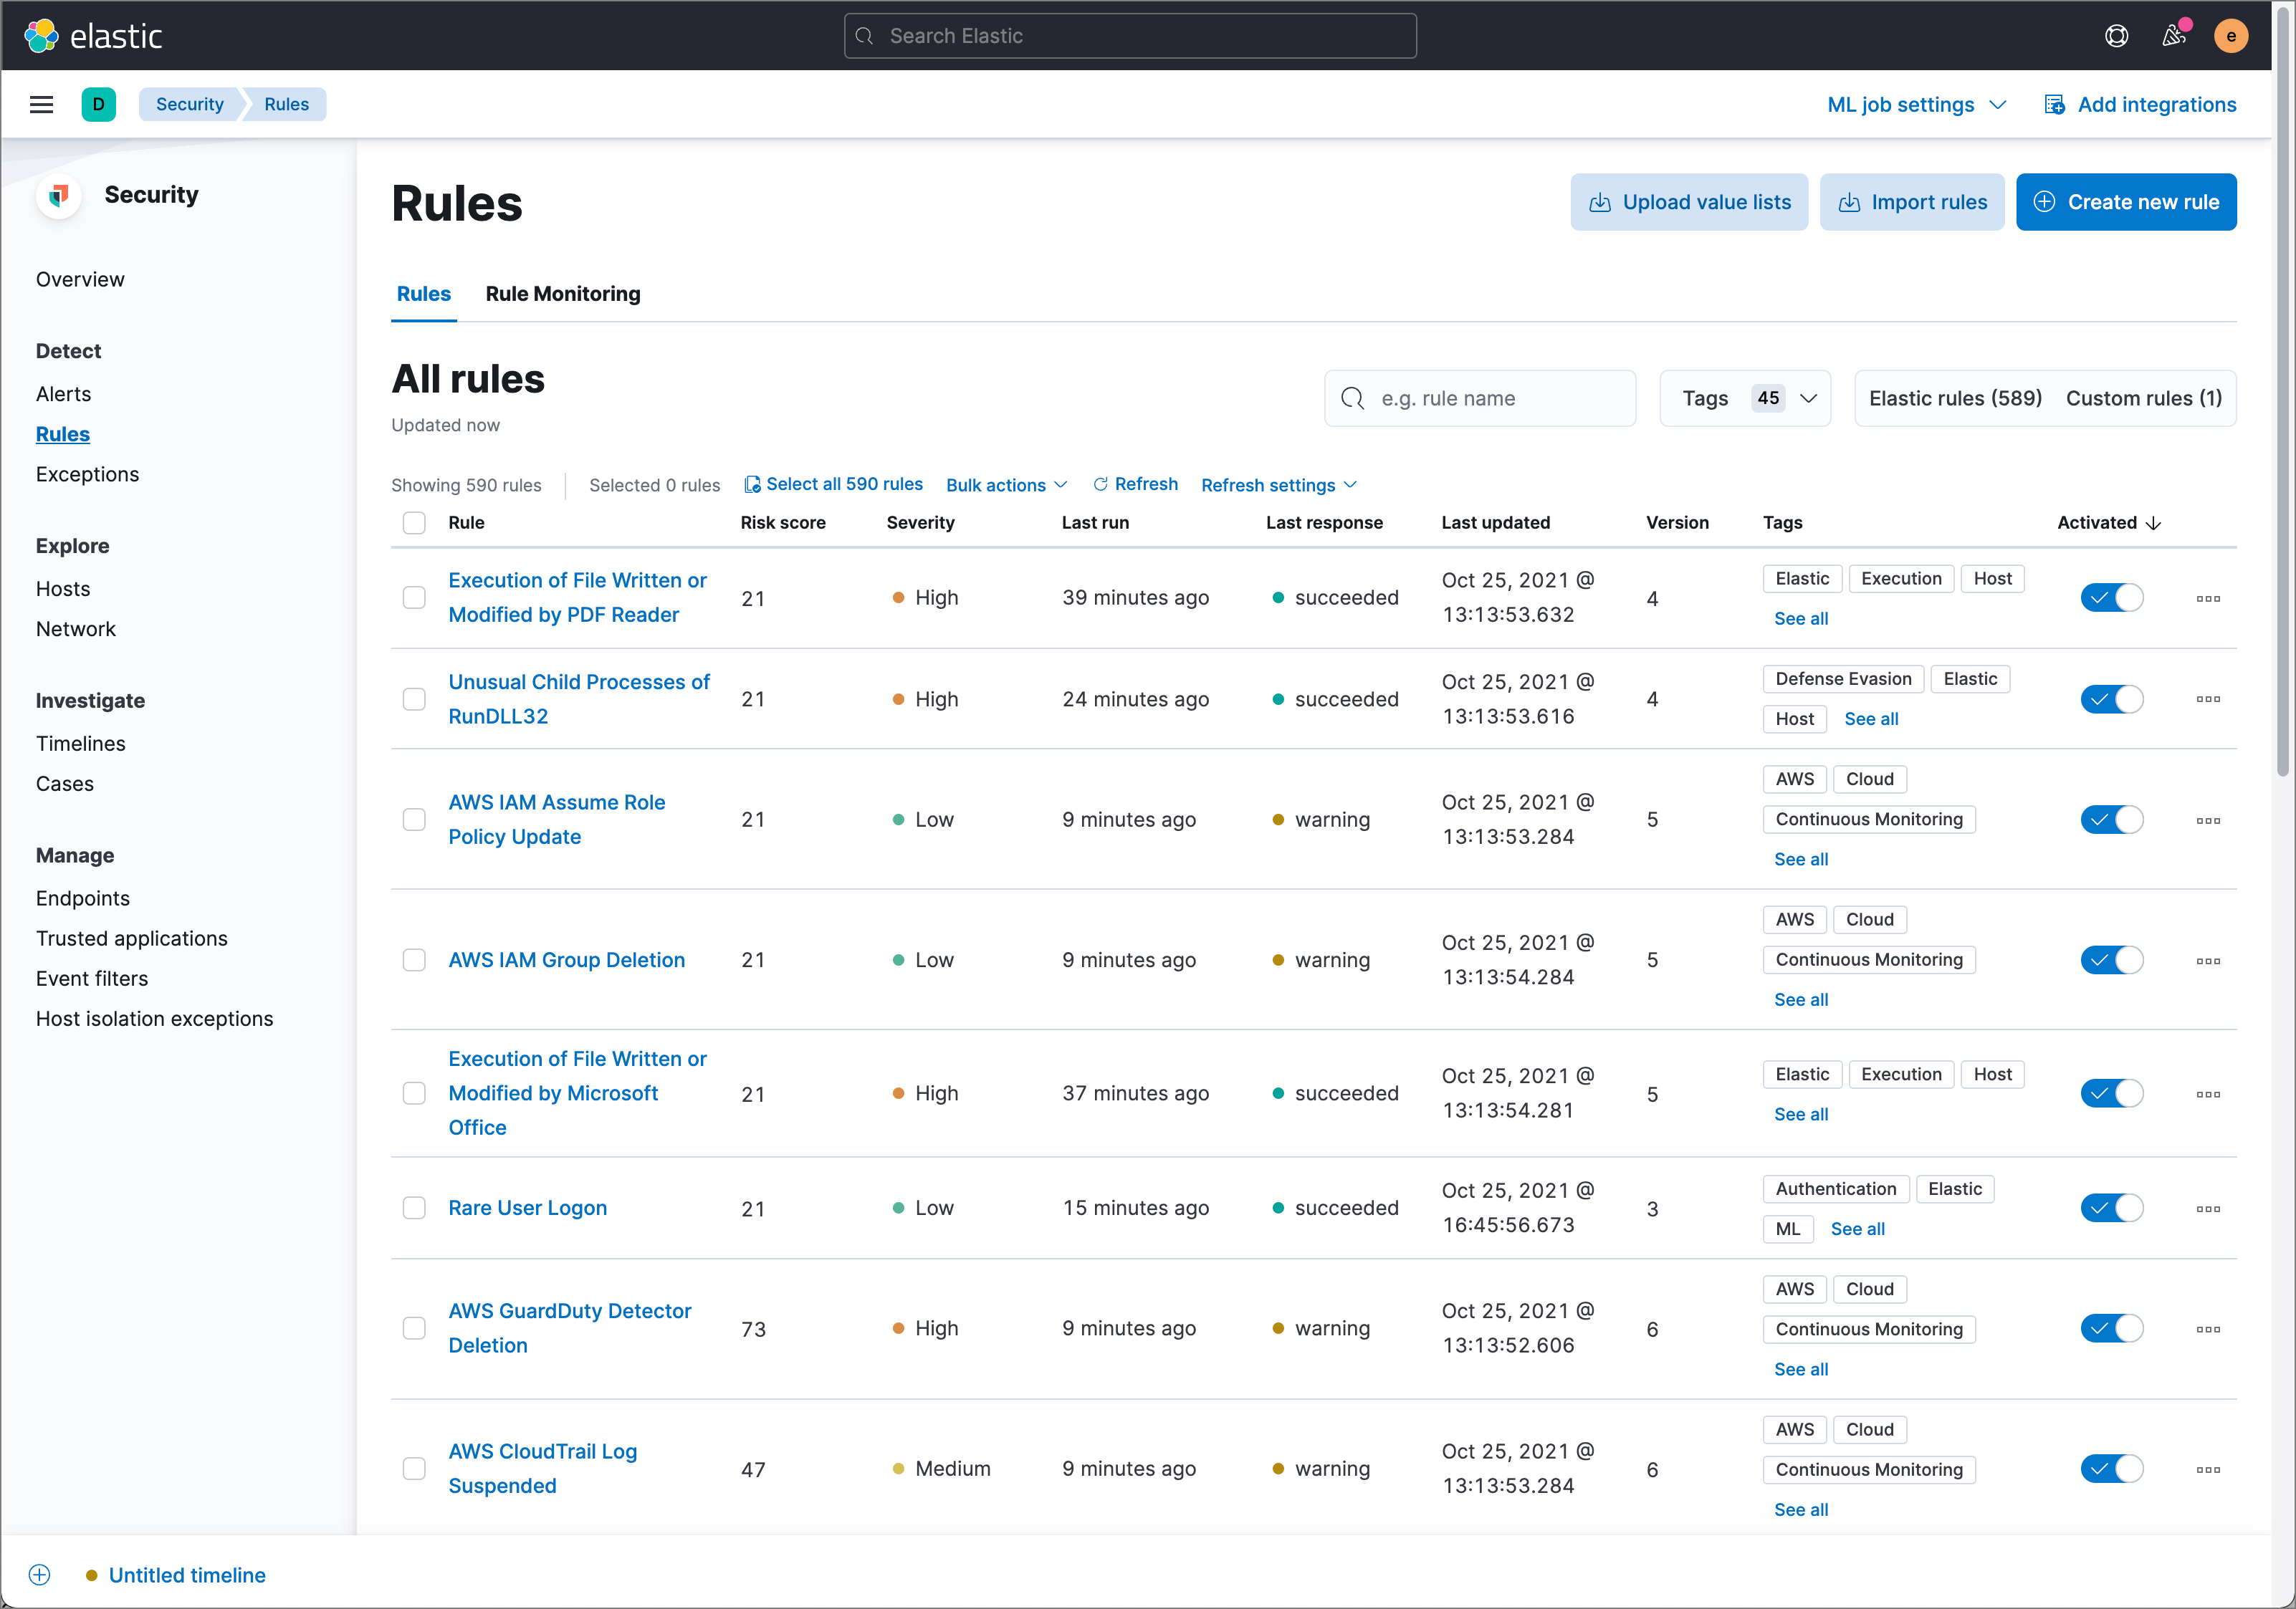 elastic
Search Elastic
e
D
Security
Rules
ML job settings
Add integrations
Security
Overview
Detect
Alerts
Rules
Exceptions
Explore
Hosts
Network
Investigate
Timelines
Cases
Manage
Endpoints
Trusted applications
Event filters
Host isolation exceptions
Rules
Upload value lists
Import rules
Create new rule
Rules
Rule Monitoring
All rules
Updated now
e.g. rule name
Tags 45
Elastic rules (589)
Custom rules (1)
Showing 590 rules
Selected 0 rules
Select all 590 rules
Bulk actions
Refresh
Refresh settings
Rule
Risk score
Severity
Last run
Last response
Last updated
Version
Tags
Activated
Execution of File Written or
Modified by PDF Reader
21
High
39 minutes ago
succeeded
Oct 25, 2021 @
13:13:53.632
4
Elastic
Execution
Host
See all
Unusual Child Processes of
RunDLL32
21
High
24 minutes ago
succeeded
Oct 25, 2021 @
13:13:53.616
4
Defense Evasion
Elastic
Host
See all
AWS IAM Assume Role
Policy Update
21
Low
9 minutes ago
warning
Oct 25, 2021 @
13:13:53.284
5
AWS
Cloud
Continuous Monitoring
See all
AWS IAM Group Deletion
21
Low
9 minutes ago
warning
Oct 25, 2021 @
13:13:54.284
5
AWS
Cloud
Continuous Monitoring
See all
Execution of File Written or
Modified by Microsoft
Office
21
High
37 minutes ago
succeeded
Oct 25, 2021 @
13:13:54.281
5
Elastic
Execution
Host
See all
Rare User Logon
21
Low
15 minutes ago
succeeded
Oct 25, 2021 @
16:45:56.673
3
Authentication
Elastic
ML
See all
AWS GuardDuty Detector
Deletion
73
High
9 minutes ago
warning
Oct 25, 2021 @
13:13:52.606
6
AWS
Cloud
Continuous Monitoring
See all
AWS CloudTrail Log
Suspended
47
Medium
9 minutes ago
warning
Oct 25, 2021 @
13:13:53.284
6
AWS
Cloud
Continuous Monitoring
See all
Untitled timeline